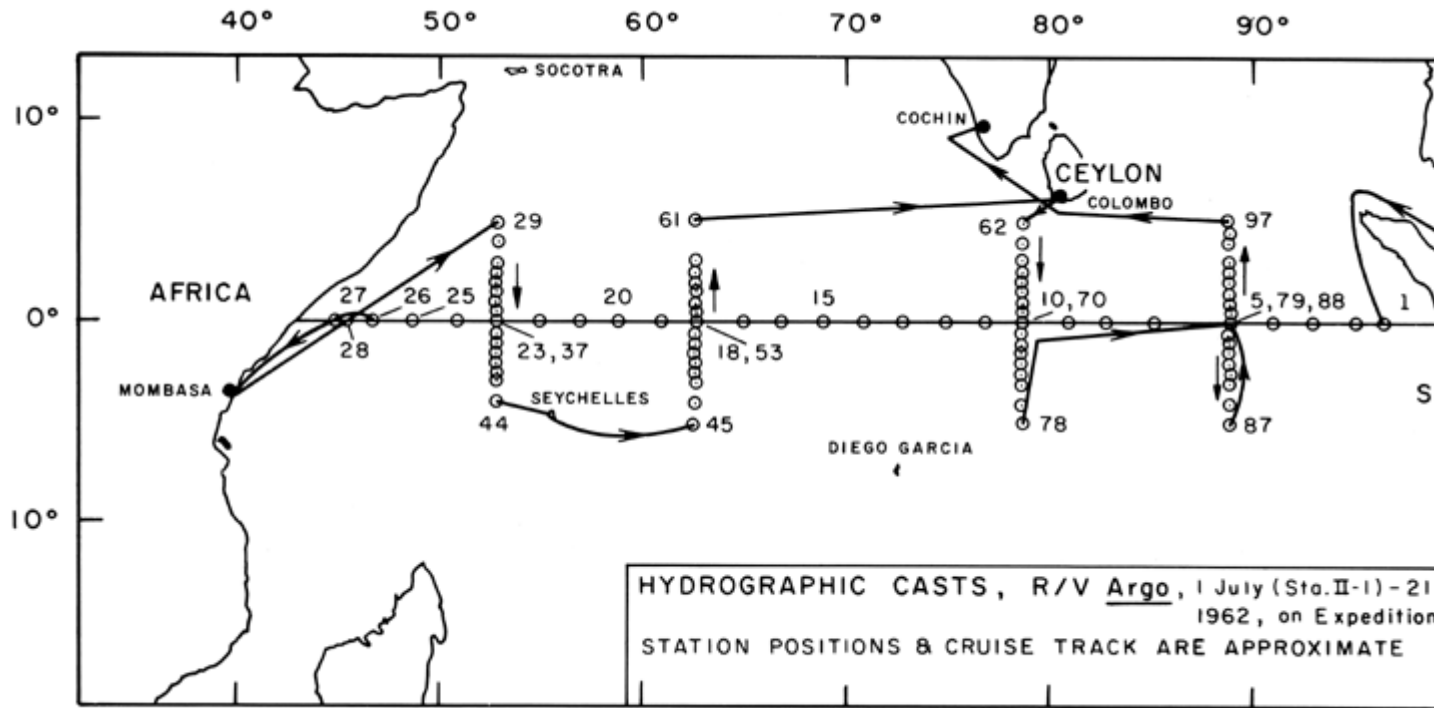 40° 50° 60° 70° 80° 90°
SOCOTRA
10°
COCHIN
CEYLON
COLOMBO
29 61 62 97
AFRICA
27 26 25 20 15 10,70 5,79,88 1
0°
28 23,37 18,53
MOMBASA
SEYCHELLES
S
44 45 78 87
DIEGO GARCIA
10°
HYDROGRAPHIC CASTS, R/V Argo, 1 July (Sta. II-1) - 21
1962, on Expedition
STATION POSITIONS & CRUISE TRACK ARE APPROXIMATE